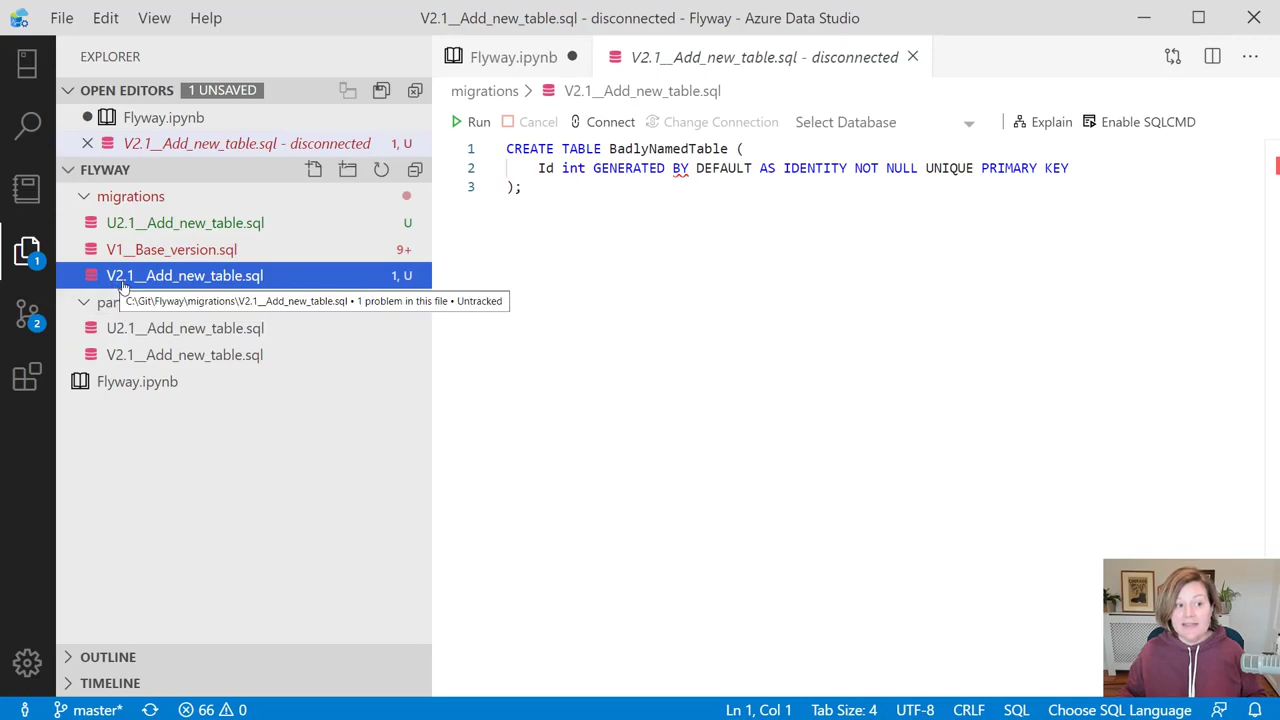 File Edit View Help
V2.1__Add_new_table.sql - disconnected - Flyway - Azure Data Studio
EXPLORER
OPEN EDITORS 1 UNSAVED
Flyway.ipynb
V2.1__Add_new_table.sql - disconnected 1, U
FLYWAY
migrations
U2.1__Add_new_table.sql U
V1__Base_version.sql 9+
V2.1__Add_new_table.sql 1, U
C:\Git\Flyway\migrations\V2.1__Add_new_table.sql • 1 problem in this file • Untracked
par
U2.1__Add_new_table.sql
V2.1__Add_new_table.sql
Flyway.ipynb
OUTLINE
TIMELINE
1
2
Flyway.ipynb
V2.1__Add_new_table.sql - disconnected
migrations > V2.1__Add_new_table.sql
Run Cancel Connect Change Connection Select Database Explain Enable SQLCMD
1 CREATE TABLE BadlyNamedTable (
2 Id int GENERATED BY DEFAULT AS IDENTITY NOT NULL UNIQUE PRIMARY KEY
3 );
master* 66 0 Ln 1, Col 1 Tab Size: 4 UTF-8 CRLF SQL Choose SQL Language